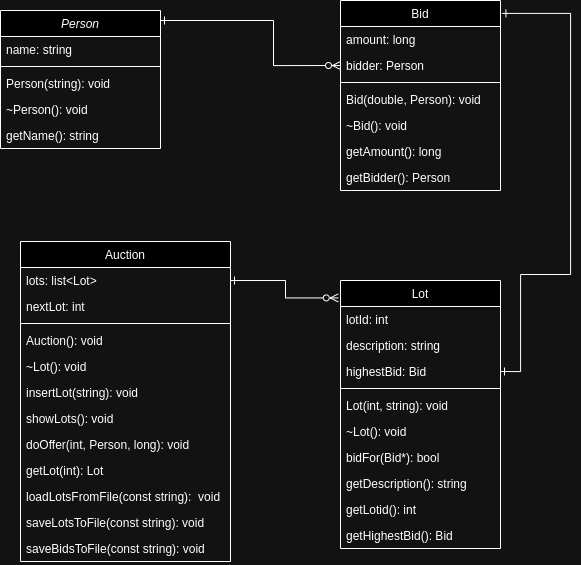 Person
name: string
Person(string): void
~Person(): void
getName(): string
Bid
amount: long
bidder: Person
Bid(double, Person): void
~Bid(): void
getAmount(): long
getBidder(): Person
Auction
lots: list<Lot>
nextLot: int
Auction(): void
~Lot(): void
insertLot(string): void
showLots(): void
doOffer(int, Person, long): void
getLot(int): Lot
loadLotsFromFile(const string):  void
saveLotsToFile(const string): void
saveBidsToFile(const string): void
Lot
lotId: int
description: string
highestBid: Bid
Lot(int, string): void
~Lot(): void
bidFor(Bid*): bool
getDescription(): string
getLotid(): int
getHighestBid(): Bid